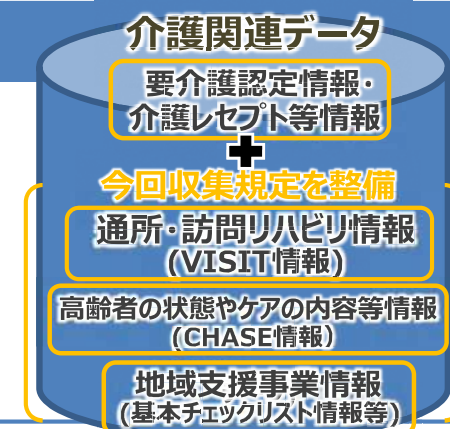 介護関連データ
要介護認定情報・
介護レセプト等情報
+
今回収集規定を整備
通所・訪問リハビリ情報
(VISIT情報)
高齢者の状態やケアの内容等情報
(CHASE情報)
地域支援事業情報
(基本チェックリスト情報等)